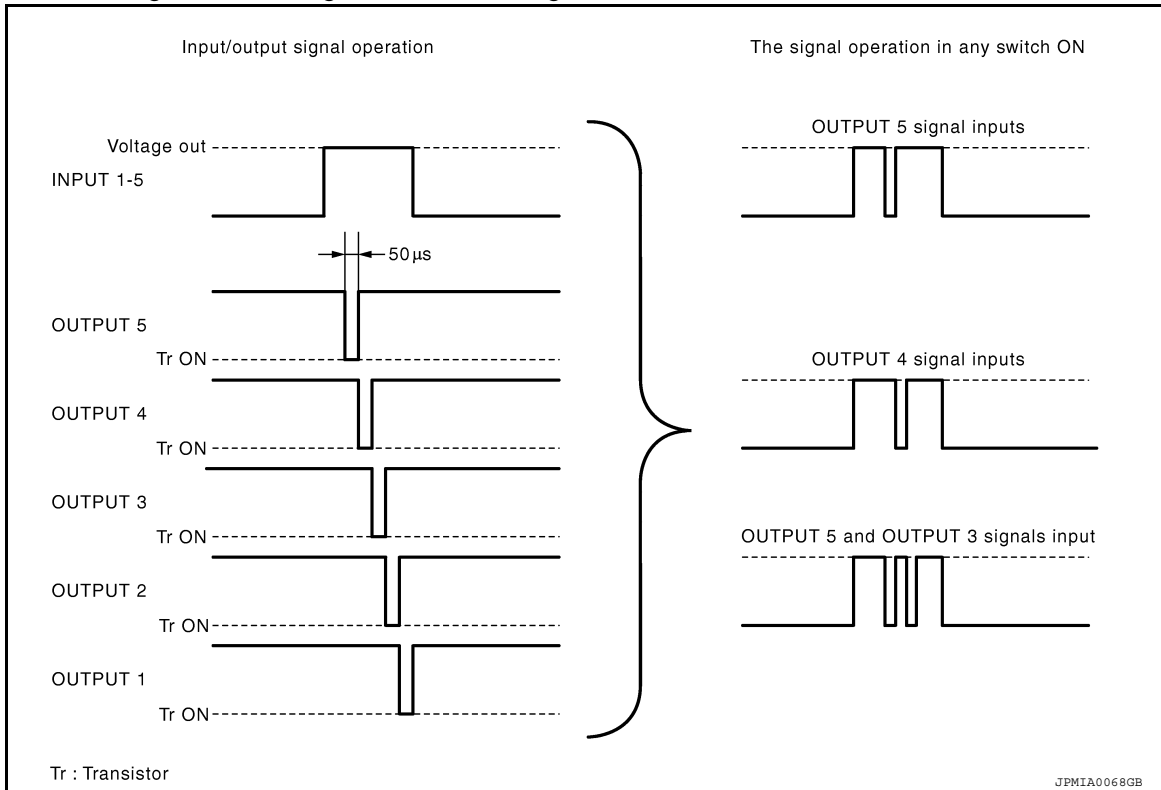 Input/output signal operation
The signal operation in any switch ON
Voltage out
INPUT 1-5
50 µs
OUTPUT 5
Tr ON
OUTPUT 4
Tr ON
OUTPUT 3
Tr ON
OUTPUT 2
Tr ON
OUTPUT 1
Tr ON
OUTPUT 5 signal inputs
OUTPUT 4 signal inputs
OUTPUT 5 and OUTPUT 3 signals input
Tr : Transistor
JPMIA0068GB